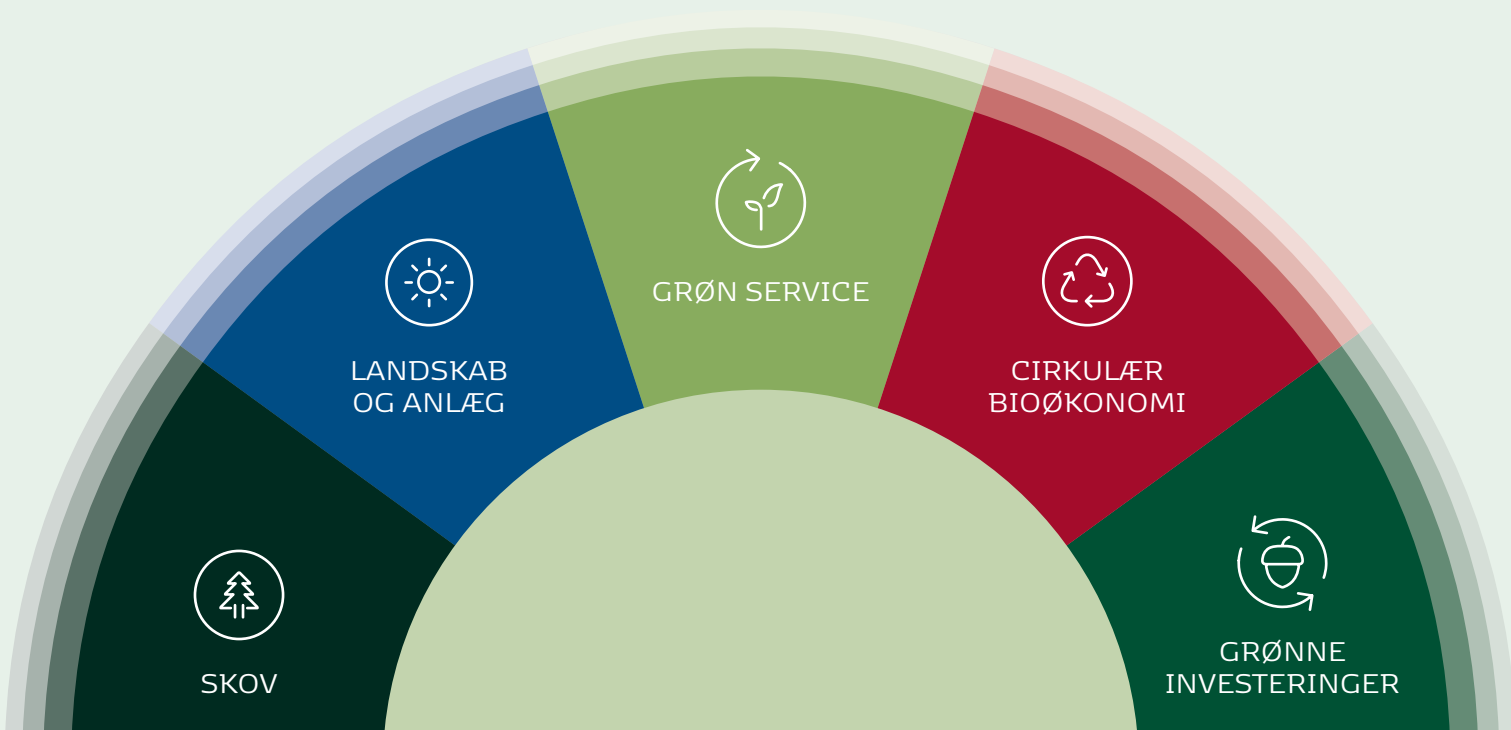 SKOV
LANDSKAB
OG ANLÆG
GRØN SERVICE
CIRKULÆR
BIOØKONOMI
GRØNNE
INVESTERINGER